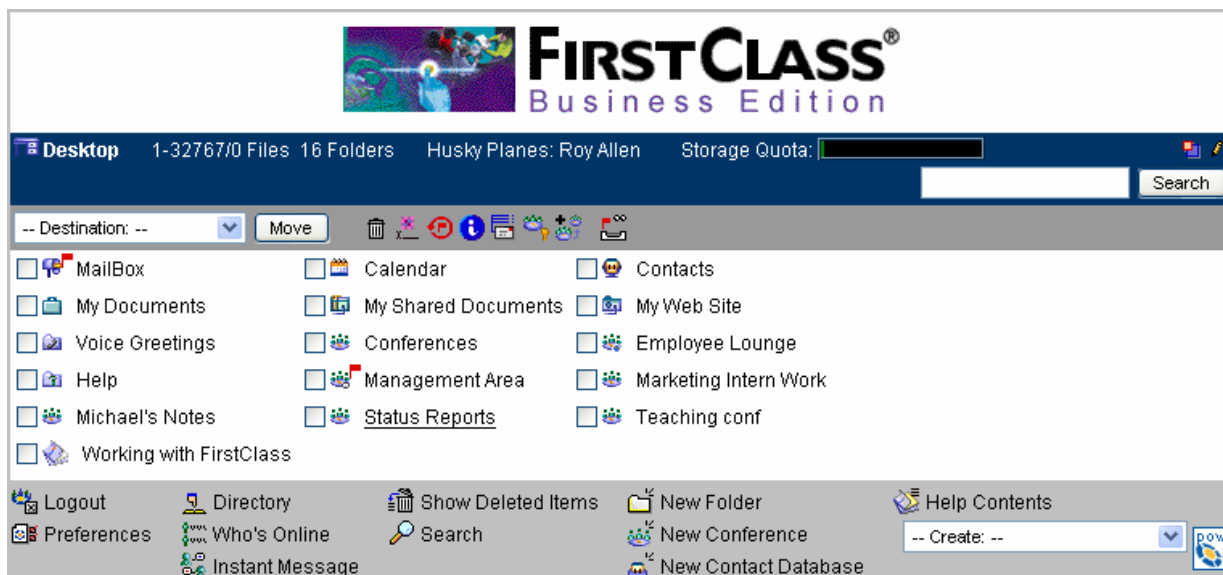 FIRSTCLASS®
Business Edition
Desktop 1-32767/0 Files 16 Folders Husky Planes: Roy Allen Storage Quota:
Search
-- Destination: -- Move
MailBox Calendar Contacts
My Documents My Shared Documents My Web Site
Voice Greetings Conferences Employee Lounge
Help Management Area Marketing Intern Work
Michael's Notes Status Reports Teaching conf
Working with FirstClass
Logout Directory Show Deleted Items New Folder Help Contents
Preferences Who's Online Search New Conference -- Create: --
Instant Message New Contact Database